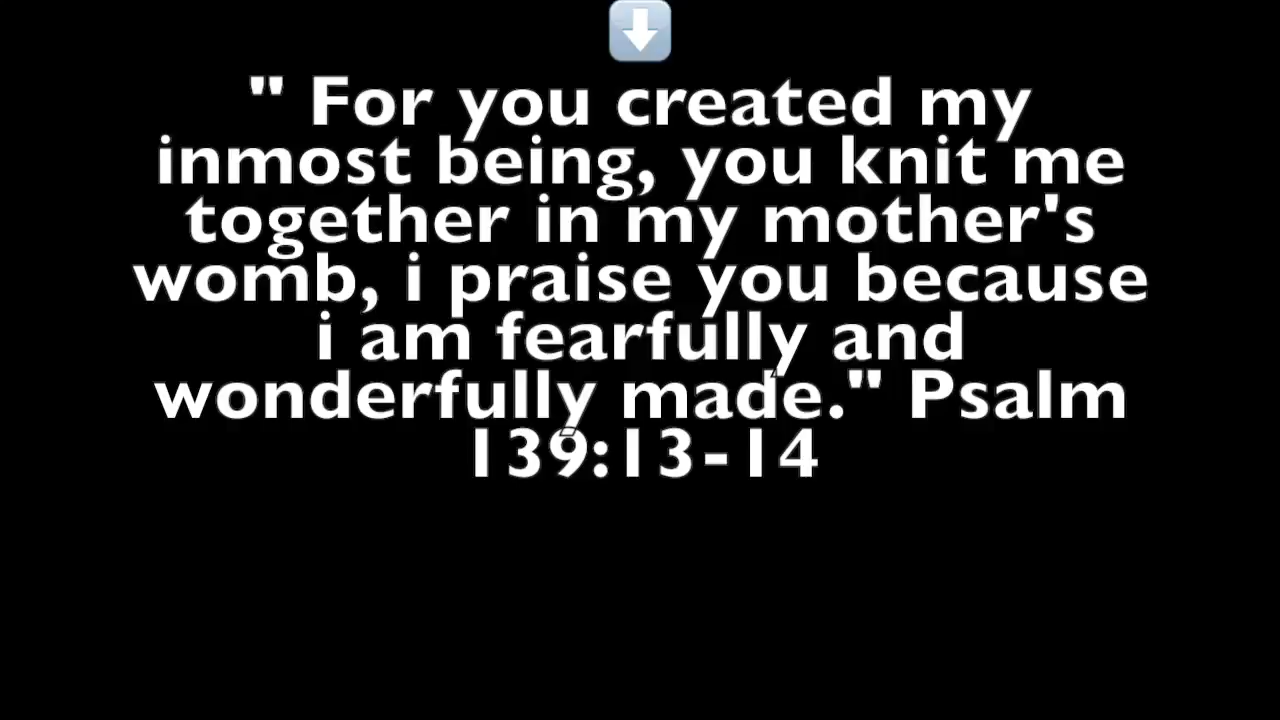 " For you created my
inmost being, you knit me
together in my mother's
womb, i praise you because
i am fearfully and
wonderfully made." Psalm
139:13-14